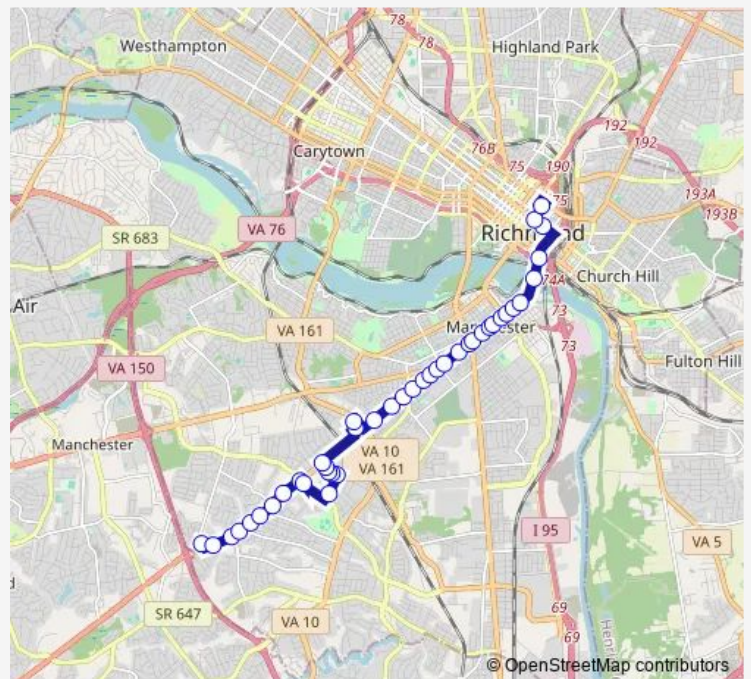 78
78
Westhampton
Highland Park
192
192
Carytown
76B
75
190
193A
75
193B
VA 76
SR 683
Church Hill
74A
Air
73
VA 161
73
VA 150
Fulton Hill
Manchester
VA 10
VA 161
I 95
VA 5
SR 647
VA 10
69
69
© OpenStreetMap contributors